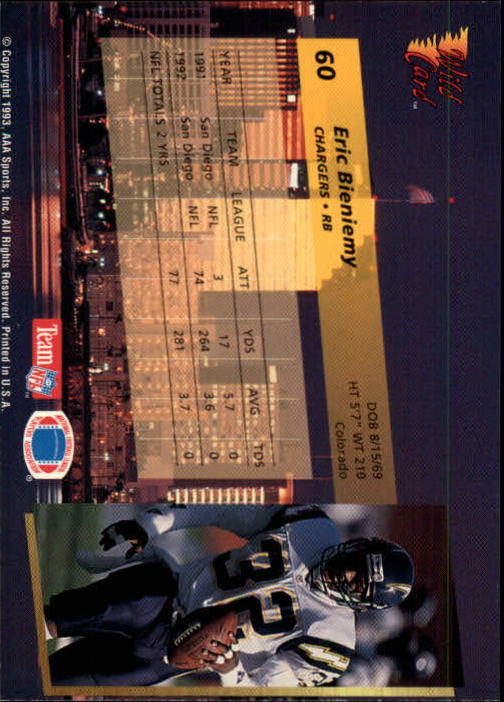 Wild
Card
™
60
Eric Bieniemy
CHARGERS • RB
DOB 8/15/69
HT 5'7" WT 210
Colorado
YEAR TEAM LEAGUE ATT YDS AVG TDS
1991 San Diego NFL 3 17 5.7 0
1992 San Diego NFL 74 264 3.6 0
NFL TOTALS 2 YRS 77 281 3.7 0
Team
NFL
™
32
© Copyright 1993, AAA Sports, Inc. All Rights Reserved. Printed in U.S.A.